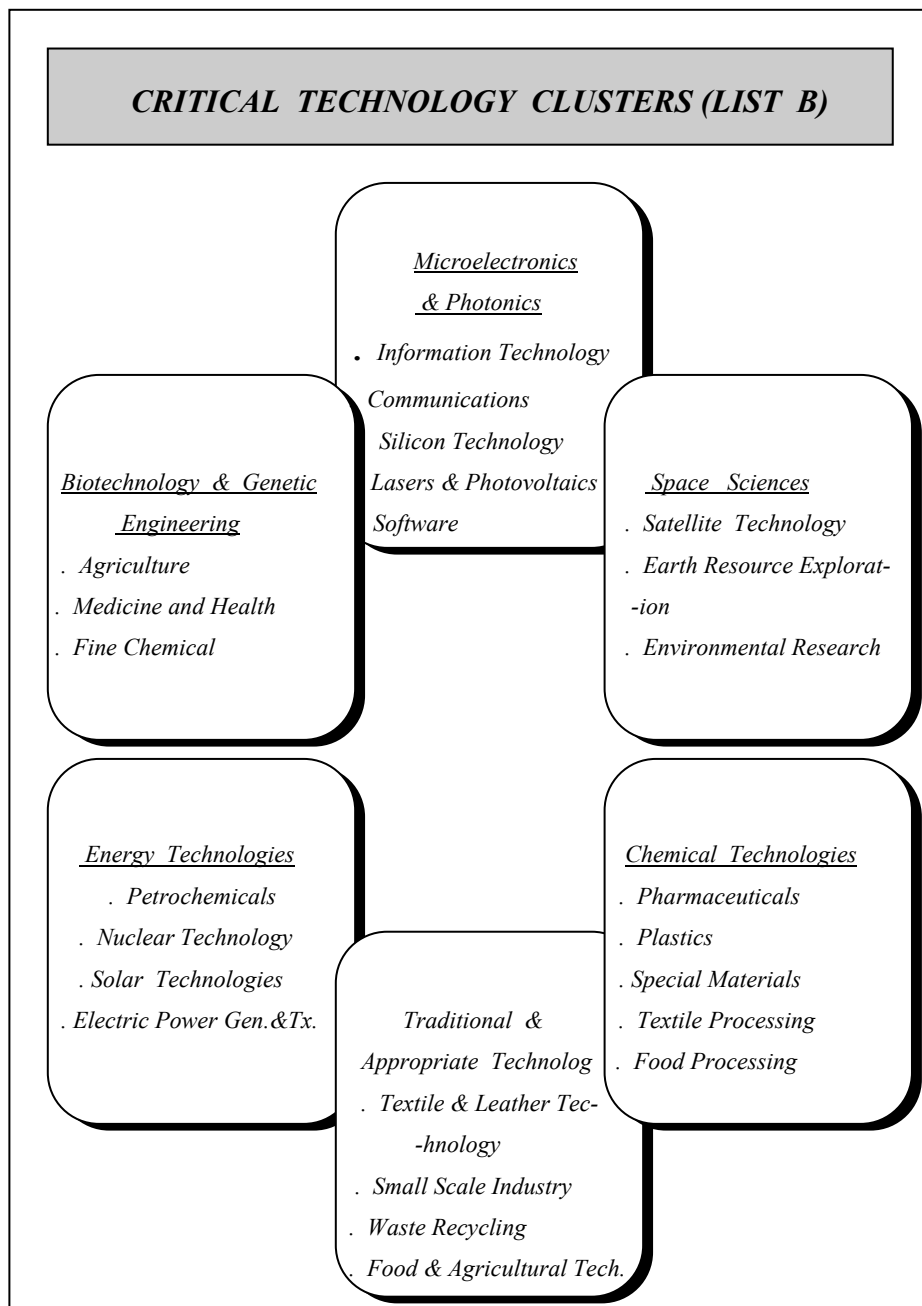 CRITICAL TECHNOLOGY CLUSTERS (LIST B)
Microelectronics
& Photonics
. Information Technology
Communications
Silicon Technology
Lasers & Photovoltaics
Software
Biotechnology & Genetic
Engineering
. Agriculture
. Medicine and Health
. Fine Chemical
Space Sciences
. Satellite Technology
. Earth Resource Explorat-
-ion
. Environmental Research
Energy Technologies
. Petrochemicals
. Nuclear Technology
. Solar Technologies
. Electric Power Gen.&Tx.
Traditional &
Appropriate Technolog
. Textile & Leather Tec-
-hnology
. Small Scale Industry
. Waste Recycling
. Food & Agricultural Tech.
Chemical Technologies
. Pharmaceuticals
. Plastics
. Special Materials
. Textile Processing
. Food Processing